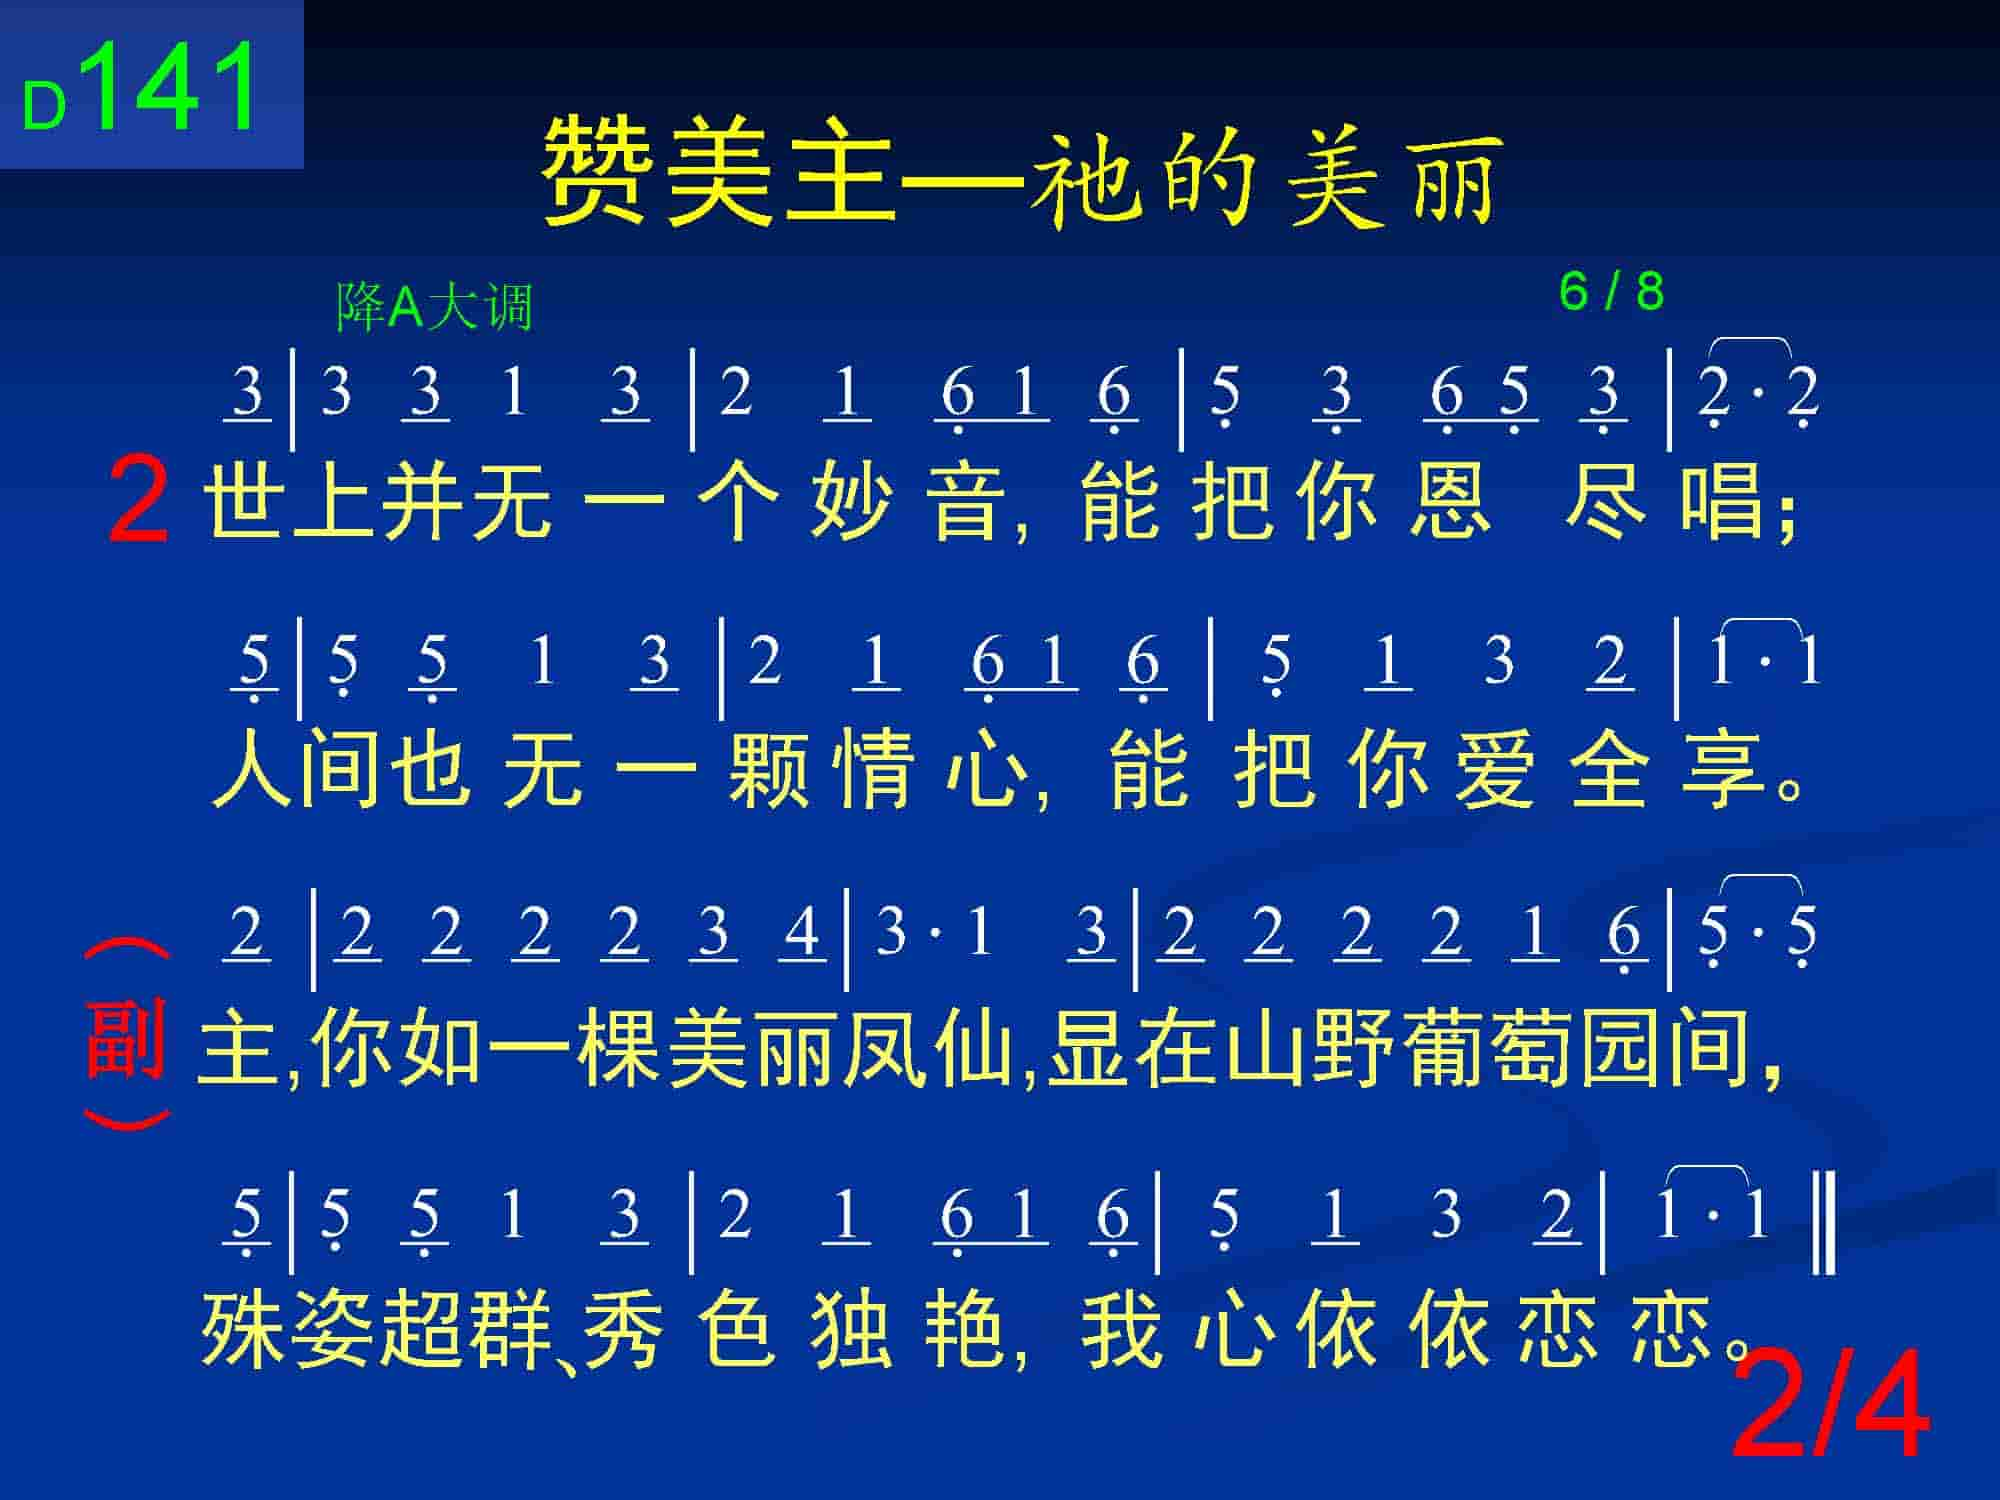 D141
赞美主—祂的美丽
降A大调 6 / 8
3 | 3 3 1 3 | 2 1 6̣ 1 6̣ | 5̣ 3̣ 6̣ 5̣ 3̣ | 2̣ · 2̣
2 世上并无一个妙音, 能把你恩尽唱；
5̣ | 5̣ 5̣ 1 3 | 2 1 6̣ 1 6̣ | 5̣ 1 3 2 | 1 · 1
人间也无一颗情心, 能把你爱全享。
2 | 2 2 2 2 3 4 | 3 · 1 3 | 2 2 2 2 1 6̣ | 5̣ · 5̣
（副） 主,你如一棵美丽凤仙,显在山野葡萄园间，
5̣ | 5̣ 5̣ 1 3 | 2 1 6̣ 1 6̣ | 5̣ 1 3 2 | 1 · 1 ‖
殊姿超群、秀色独艳, 我心依依恋恋。
2/4